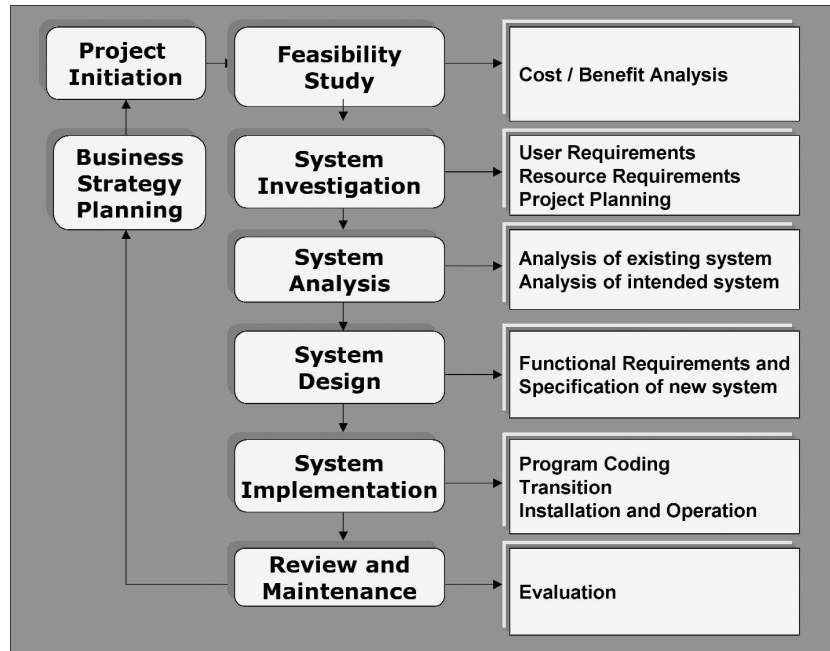 Project
Initiation
Feasibility
Study
Cost / Benefit Analysis
Business
Strategy
Planning
System
Investigation
User Requirements
Resource Requirements
Project Planning
System
Analysis
Analysis of existing system
Analysis of intended system
System
Design
Functional Requirements and
Specification of new system
System
Implementation
Program Coding
Transition
Installation and Operation
Review and
Maintenance
Evaluation